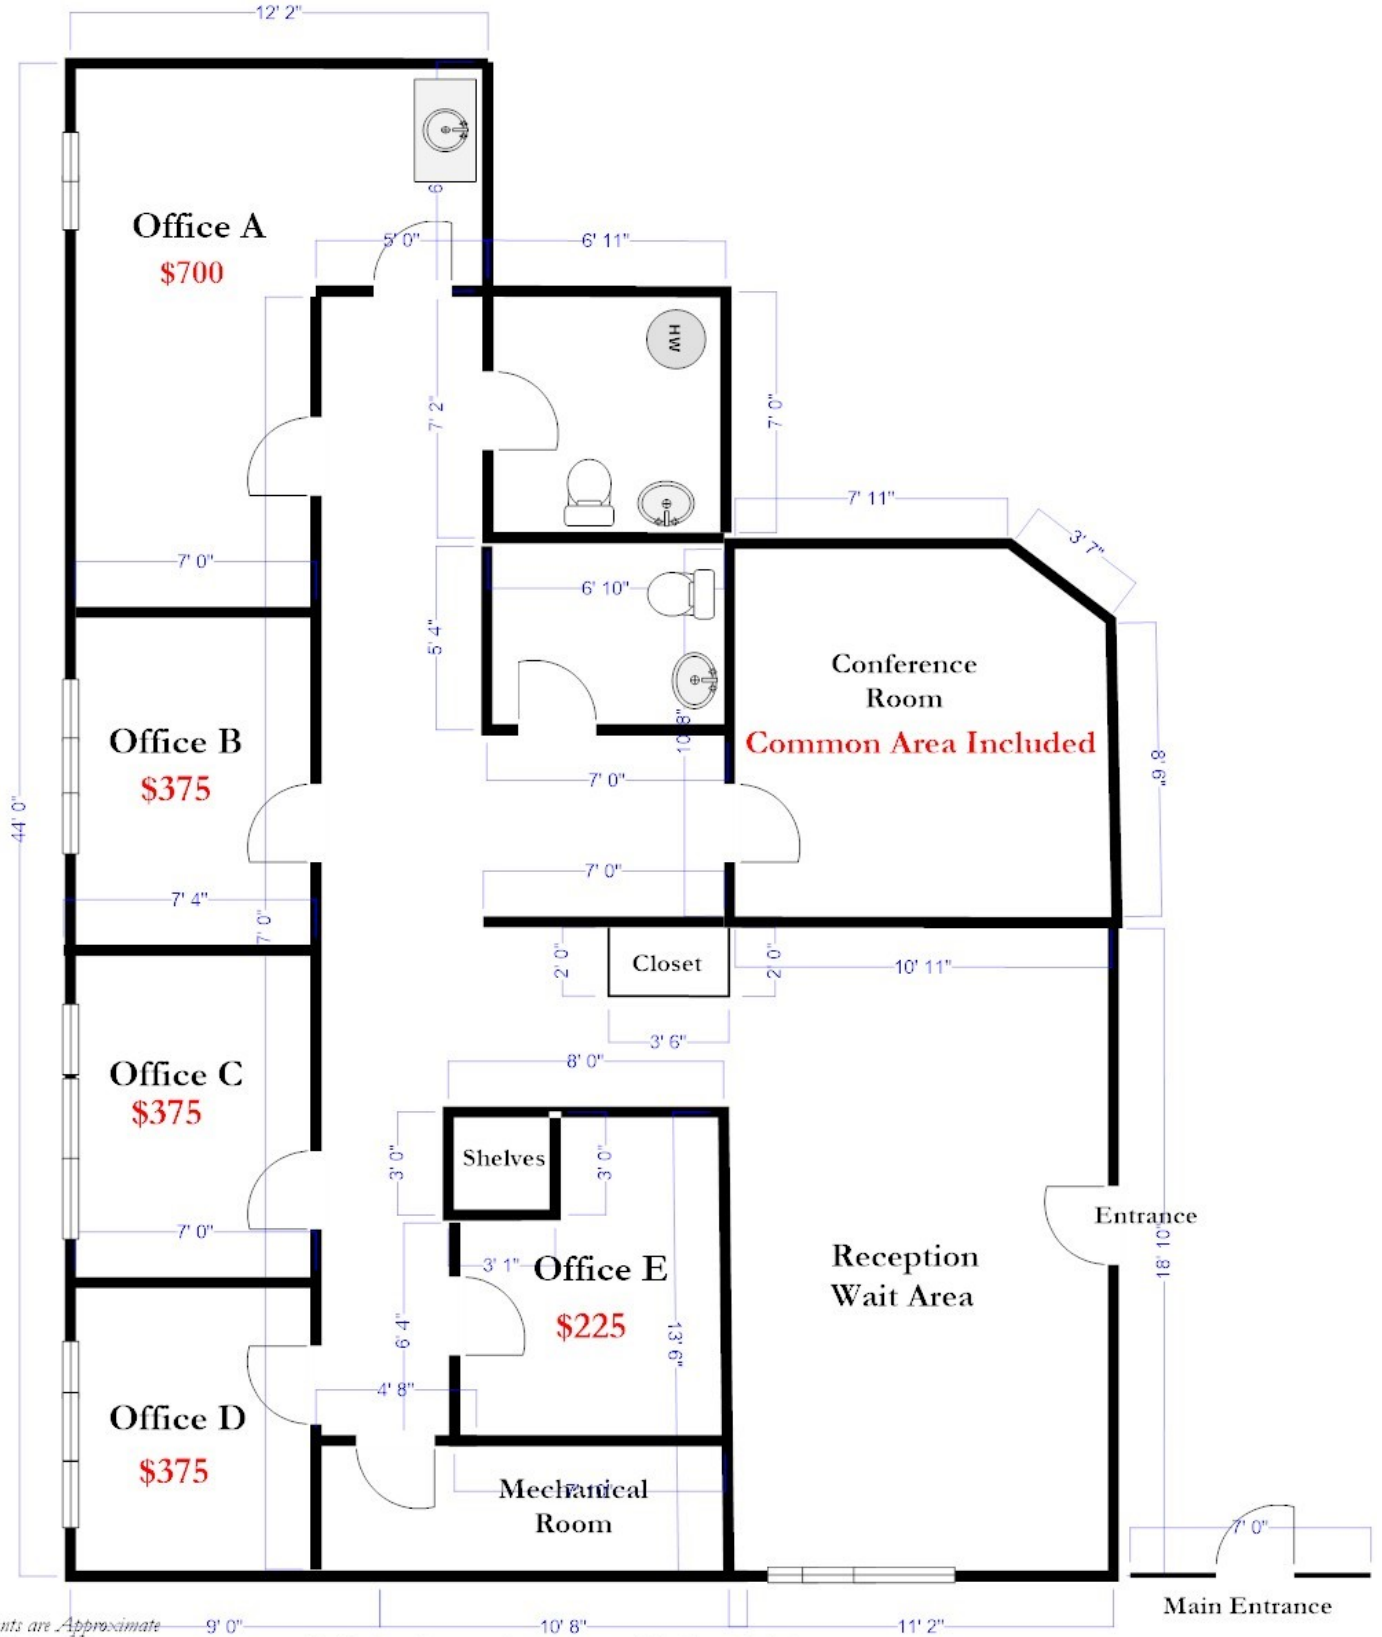 12' 2"
6
Office A
$700
5' 0"
6' 11"
HW
7' 2"
7' 0"
7' 11"
3' 7"
7' 0"
6' 10"
5' 4"
Conference
Room
Common Area Included
10' 8"
8' 6"
Office B
$375
7' 0"
44' 0"
7' 0"
7' 4"
7' 0"
Closet
2' 0"
2' 0"
10' 11"
3' 6"
8' 0"
Office C
$375
Shelves
3' 0"
3' 0"
Entrance
7' 0"
18' 10"
Reception
Wait Area
3' 1"
Office E
$225
6' 4"
13' 9"
4' 8"
Office D
$375
Mechanical
Room
7' 0"
Main Entrance
nts are Approximate
9' 0"
10' 8"
11' 2"